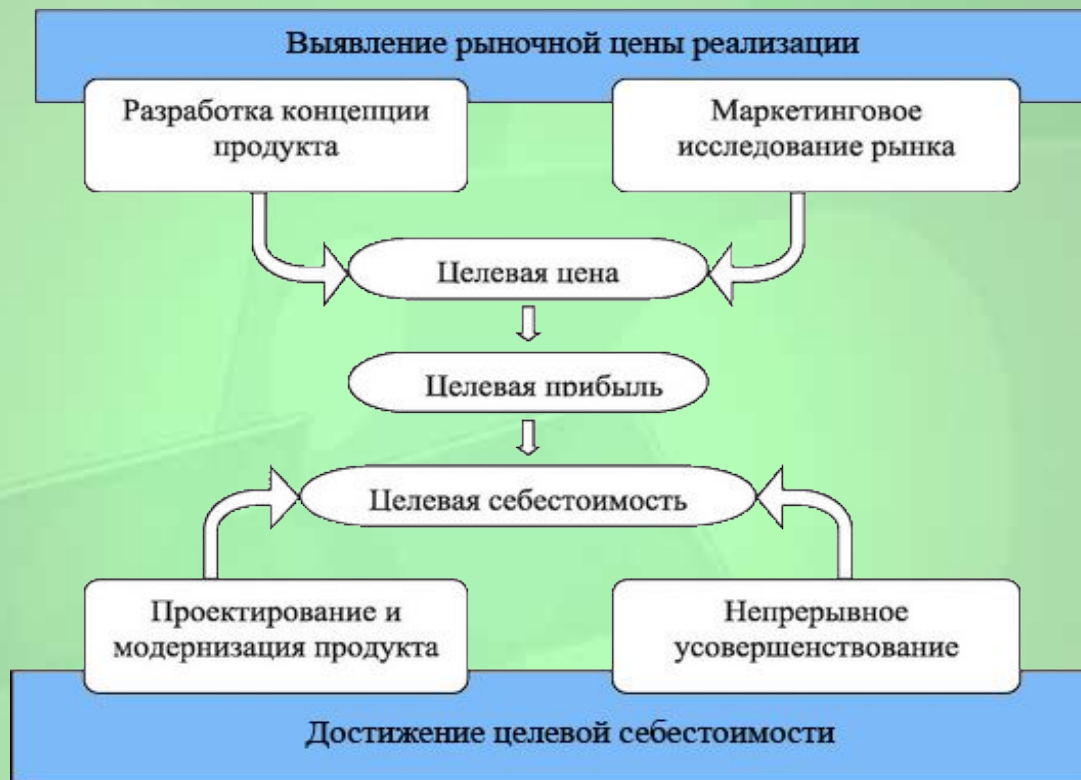 Выявление рыночной цены реализации
Разработка концепции
продукта
Маркетинговое
исследование рынка
Целевая цена
Целевая прибыль
Целевая себестоимость
Проектирование и
модернизация продукта
Непрерывное
усовершенствование
Достижение целевой себестоимости